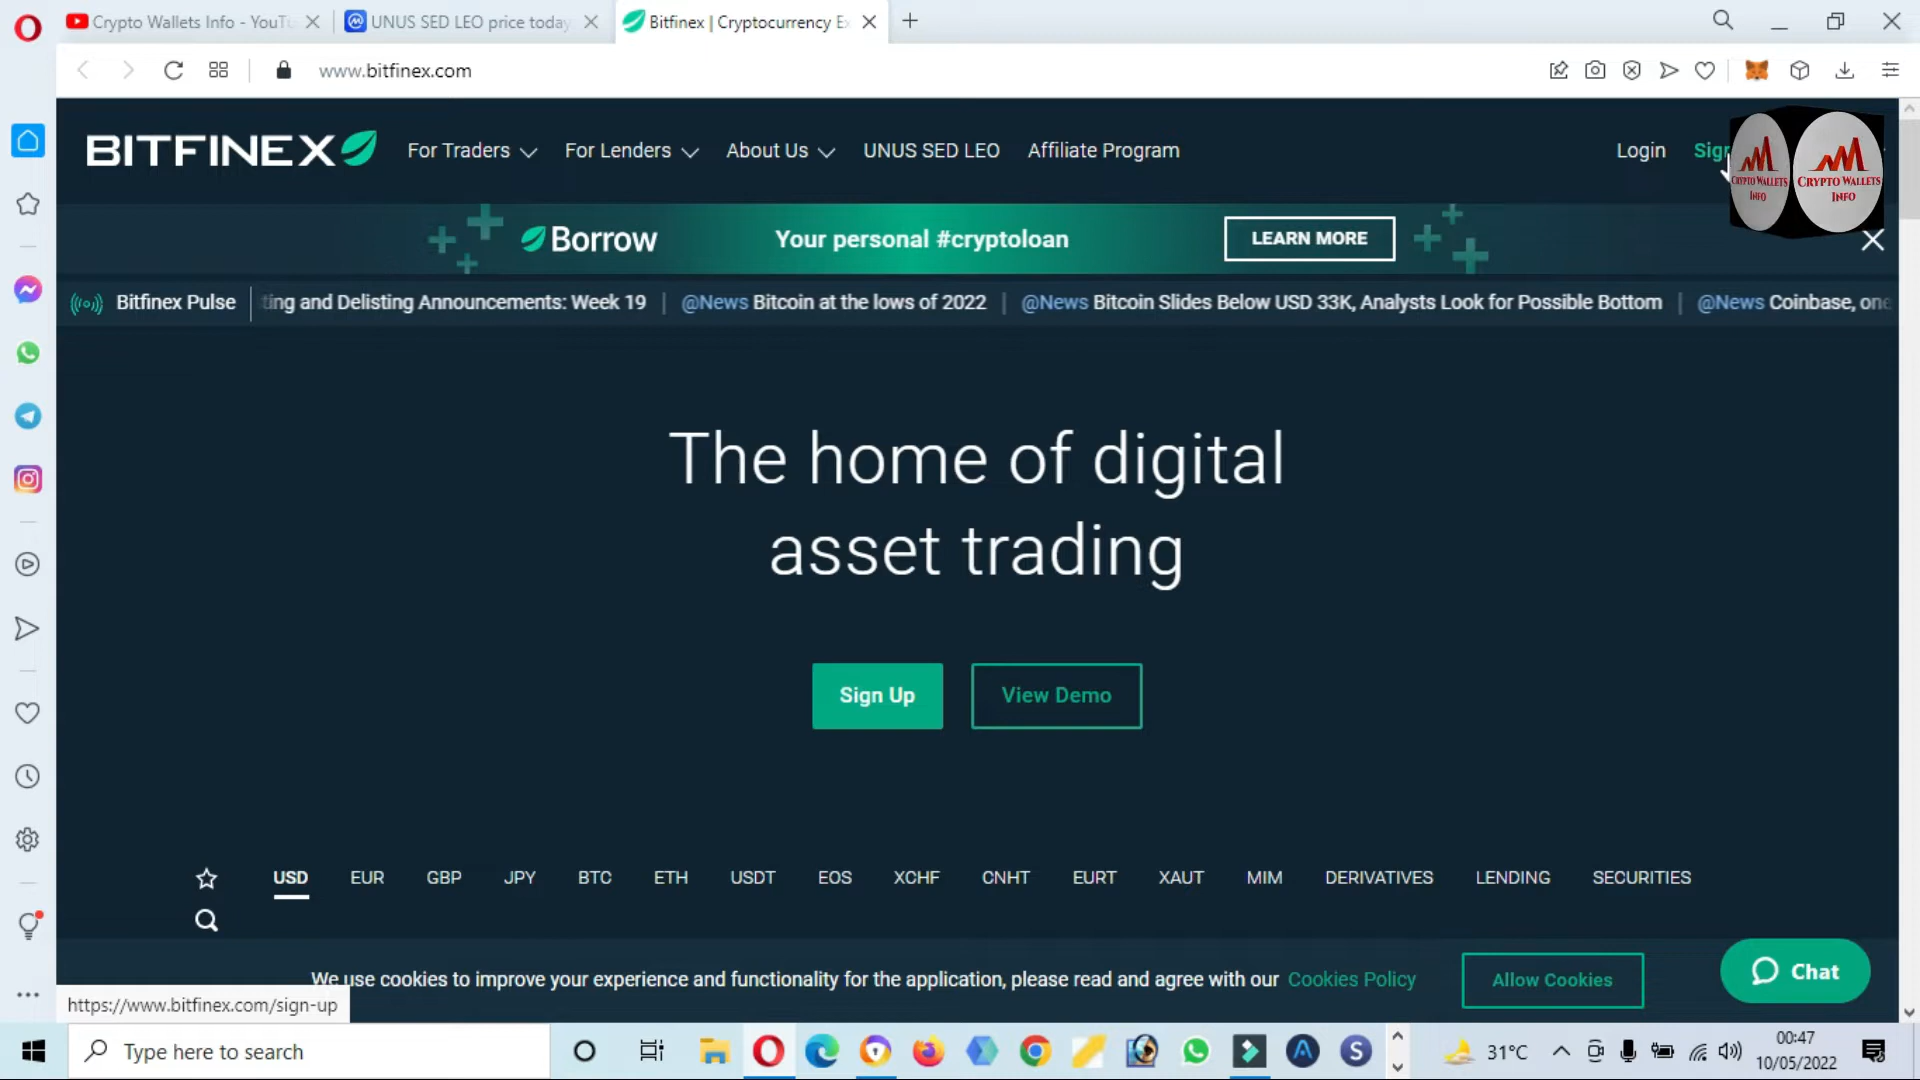 Crypto Wallets Info - YouTu
UNUS SED LEO price today
Bitfinex | Cryptocurrency Ex
www.bitfinex.com
BITFINEX
For Traders
For Lenders
About Us
UNUS SED LEO
Affiliate Program
Login
Sign
CRYPTO WALLETS
INFO
CRYPTO WALLETS
INFO
Borrow
Your personal #cryptoloan
LEARN MORE
Bitfinex Pulse
ting and Delisting Announcements: Week 19 | @News Bitcoin at the lows of 2022 | @News Bitcoin Slides Below USD 33K, Analysts Look for Possible Bottom | @News Coinbase, one
The home of digital
asset trading
Sign Up
View Demo
USD EUR GBP JPY BTC ETH USDT EOS XCHF CNHT EURT XAUT MIM DERIVATIVES LENDING SECURITIES
We use cookies to improve your experience and functionality for the application, please read and agree with our Cookies Policy
Allow Cookies
Chat
https://www.bitfinex.com/sign-up
Type here to search
31°C
00:47
10/05/2022